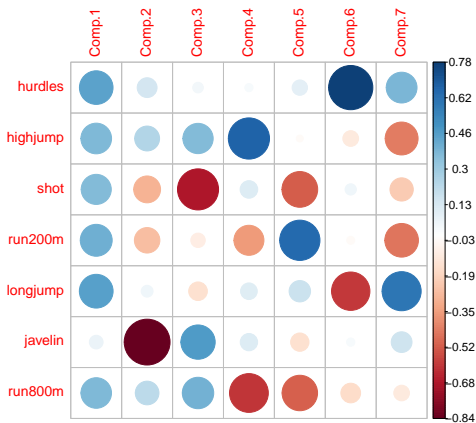 Comp.1 Comp.2 Comp.3 Comp.4 Comp.5 Comp.6 Comp.7
hurdles
highjump
shot
run200m
longjump
javelin
run800m
0.78
0.62
0.46
0.3
0.13
-0.03
-0.19
-0.35
-0.52
-0.68
-0.84